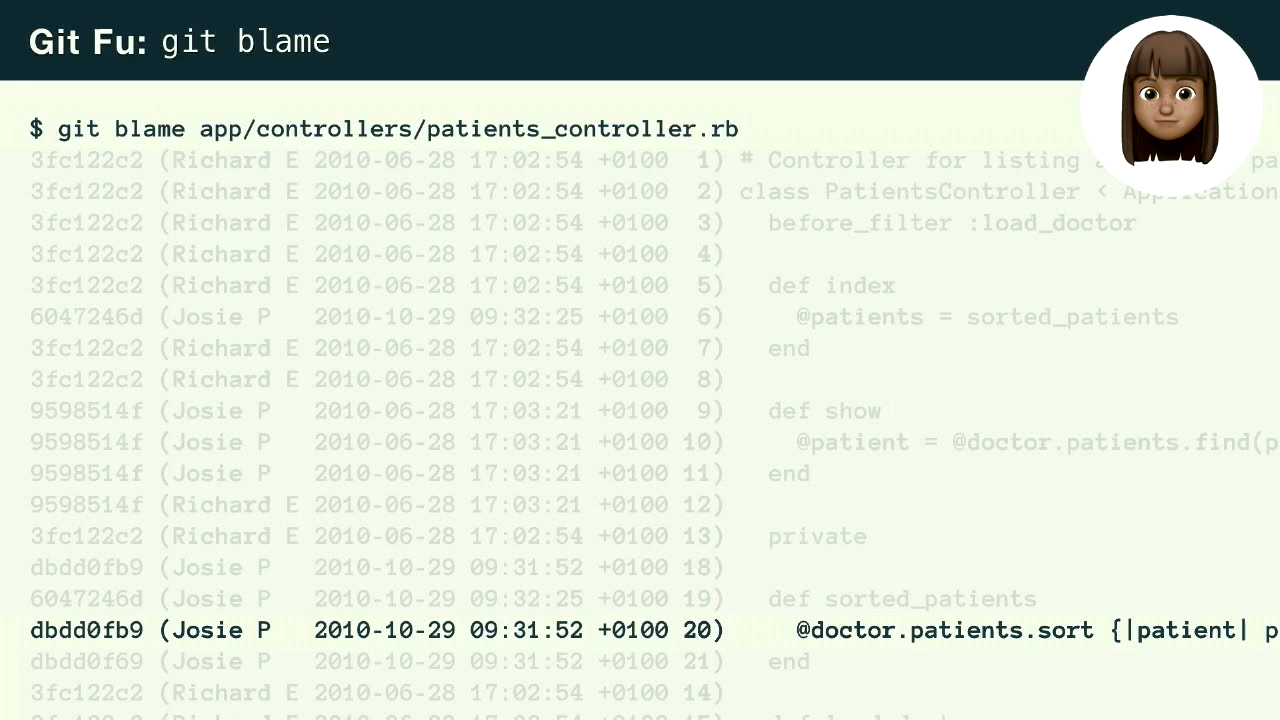 Git Fu: git blame
$ git blame app/controllers/patients_controller.rb
3fc122c2 (Richard E 2010-06-28 17:02:54 +0100  1) # Controller for listing
3fc122c2 (Richard E 2010-06-28 17:02:54 +0100  2) class PatientsController < Application
3fc122c2 (Richard E 2010-06-28 17:02:54 +0100  3)   before_filter :load_doctor
3fc122c2 (Richard E 2010-06-28 17:02:54 +0100  4)
3fc122c2 (Richard E 2010-06-28 17:02:54 +0100  5)   def index
6047246d (Josie P   2010-10-29 09:32:25 +0100  6)     @patients = sorted_patients
3fc122c2 (Richard E 2010-06-28 17:02:54 +0100  7)   end
3fc122c2 (Richard E 2010-06-28 17:02:54 +0100  8)
9598514f (Josie P   2010-06-28 17:03:21 +0100  9)   def show
9598514f (Josie P   2010-06-28 17:03:21 +0100 10)     @patient = @doctor.patients.find(p
9598514f (Josie P   2010-06-28 17:03:21 +0100 11)   end
9598514f (Richard E 2010-06-28 17:03:21 +0100 12)
3fc122c2 (Richard E 2010-06-28 17:02:54 +0100 13)   private
dbdd0fb9 (Josie P   2010-10-29 09:31:52 +0100 18)
6047246d (Josie P   2010-10-29 09:32:25 +0100 19)   def sorted_patients
dbdd0fb9 (Josie P   2010-10-29 09:31:52 +0100 20)     @doctor.patients.sort {|patient| p
dbdd0f69 (Josie P   2010-10-29 09:31:52 +0100 21)   end
3fc122c2 (Richard E 2010-06-28 17:02:54 +0100 14)